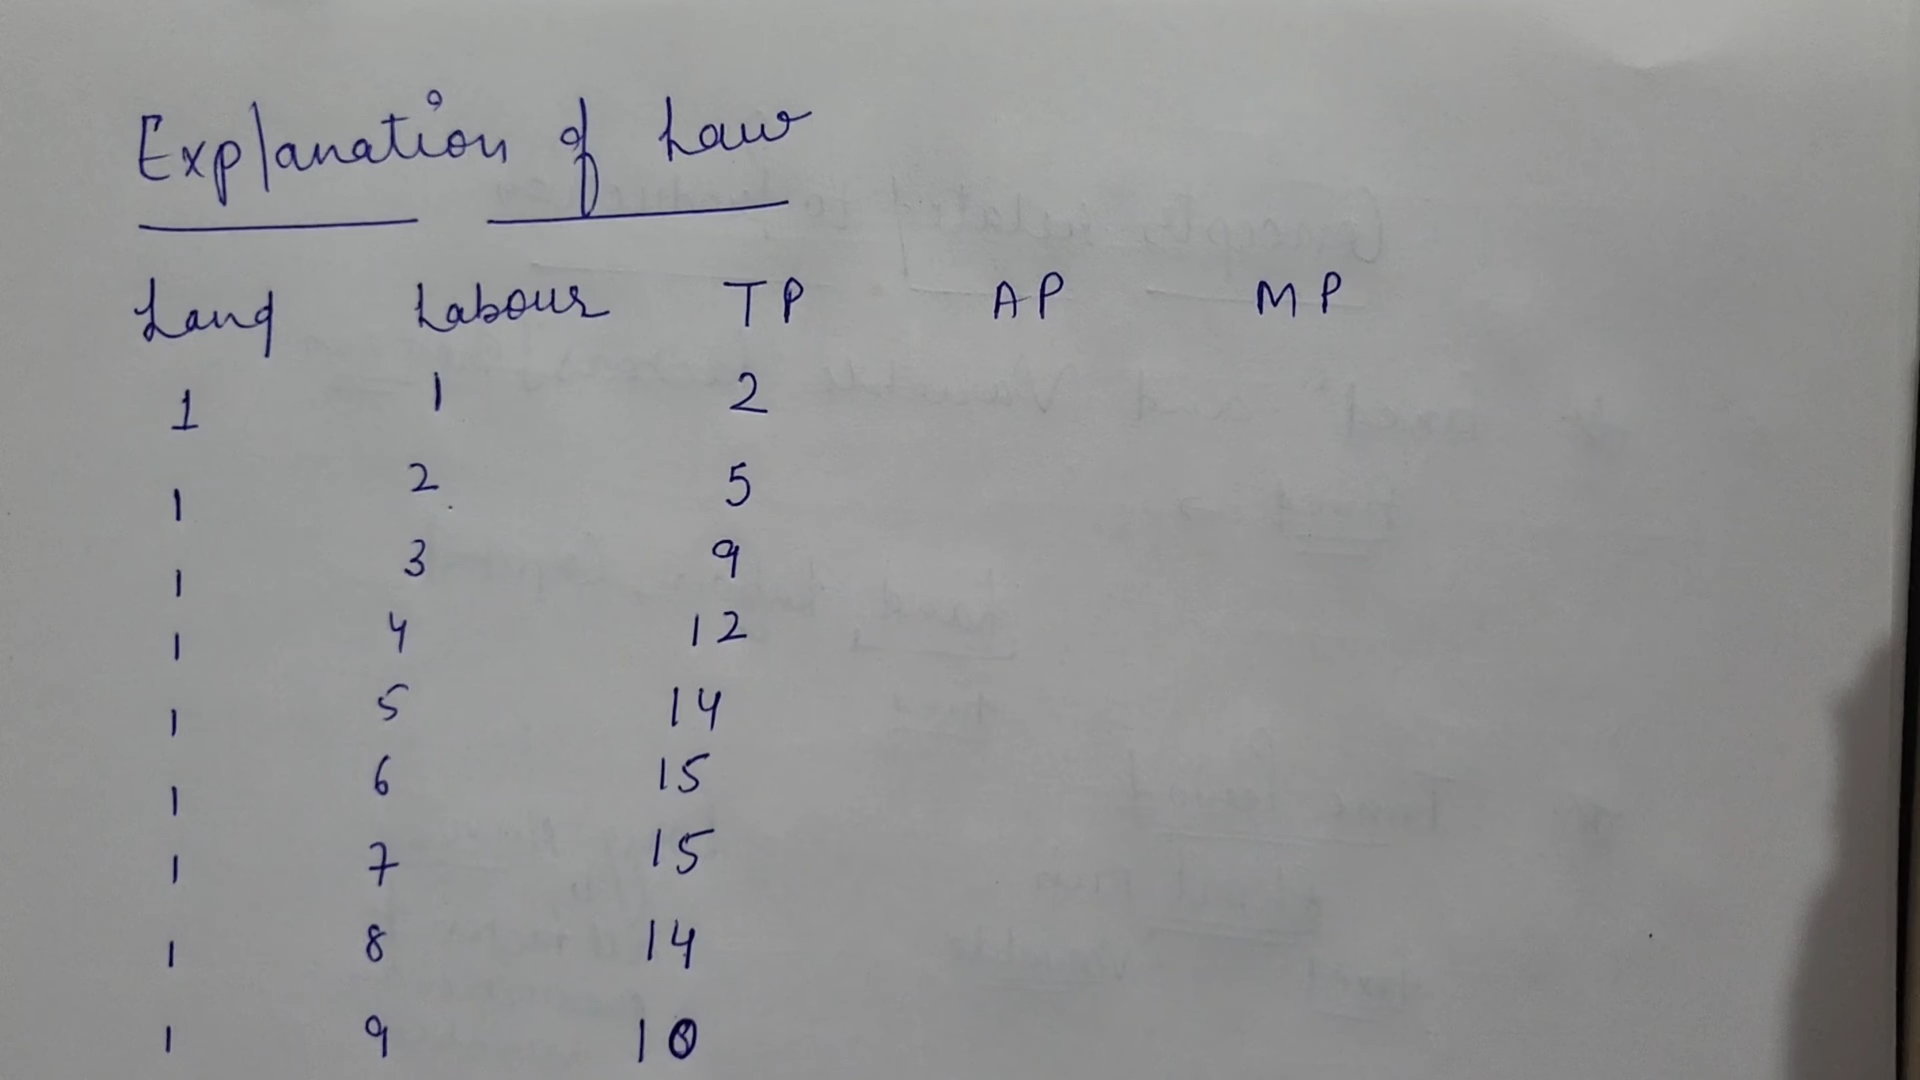 Explanation of Law
Land Labour TP AP MP
1 1 2
1 2 5
1 3 9
1 4 12
1 5 14
1 6 15
1 7 15
1 8 14
1 9 10